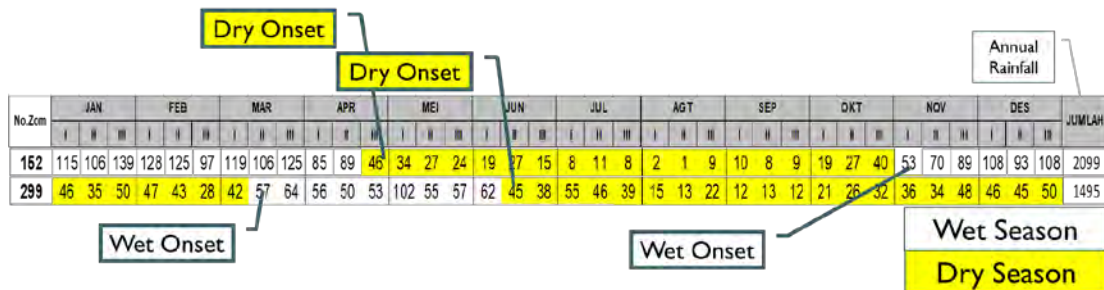 Dry Onset
Dry Onset
Annual
Rainfall
No.Zom JAN FEB MAR APR MEI JUN JUL AGT SEP OKT NOV DES JUMLAH
I II III I II III I II III I II III I II III I II III I II III I II III I II III I II III I II III I II III
152 115 106 139 128 125 97 119 106 125 85 89 46 34 27 24 19 27 15 8 11 8 2 1 9 10 8 9 19 27 40 53 70 89 108 93 108 2099
299 46 35 50 47 43 28 42 57 64 56 50 53 102 55 57 62 45 38 55 46 39 15 13 22 12 13 12 21 26 32 36 34 48 46 45 50 1495
Wet Onset
Wet Onset
Wet Season
Dry Season